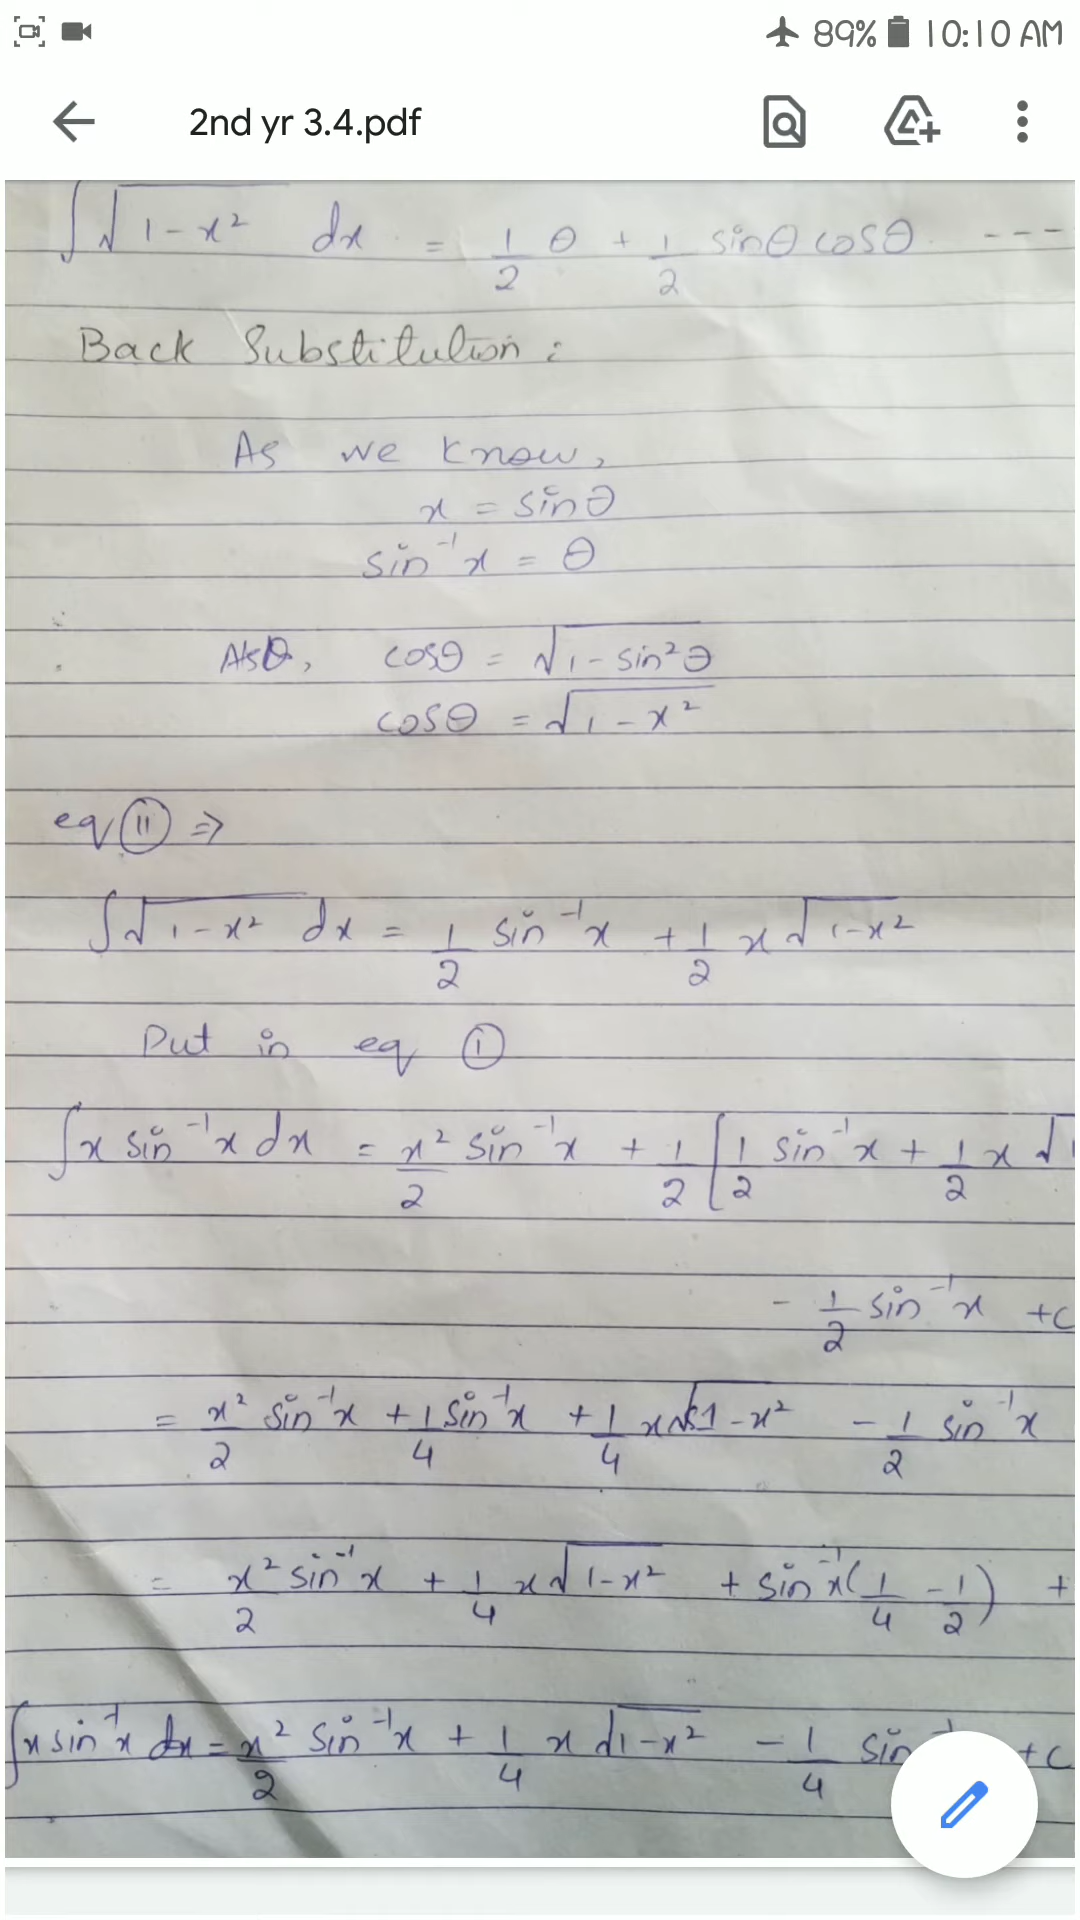 89% 10:10 AM
2nd yr 3.4.pdf
∫√1-x² dx = 1/2 θ + 1/2 sinθ cosθ ---
Back Substitution :
As we know,
x = sinθ
sin⁻¹x = θ
Also, cosθ = √1-sin²θ
cosθ = √1-x²
eq (11) ⇒
∫√1-x² dx = 1/2 sin⁻¹x + 1/2 x√1-x²
Put in eq (1)
∫x sin⁻¹x dx = x²/2 sin⁻¹x + 1/2 [1/2 sin⁻¹x + 1/2 x√1
- 1/2 sin⁻¹x +c
= x²/2 sin⁻¹x + 1/4 sin⁻¹x + 1/4 x√1-x² - 1/2 sin⁻¹x
= x²/2 sin⁻¹x + 1/4 x√1-x² + sin⁻¹x(1/4 - 1/2) +
∫x sin⁻¹x dx = x²/2 sin⁻¹x + 1/4 x√1-x² - 1/4 sin⁻¹ +c